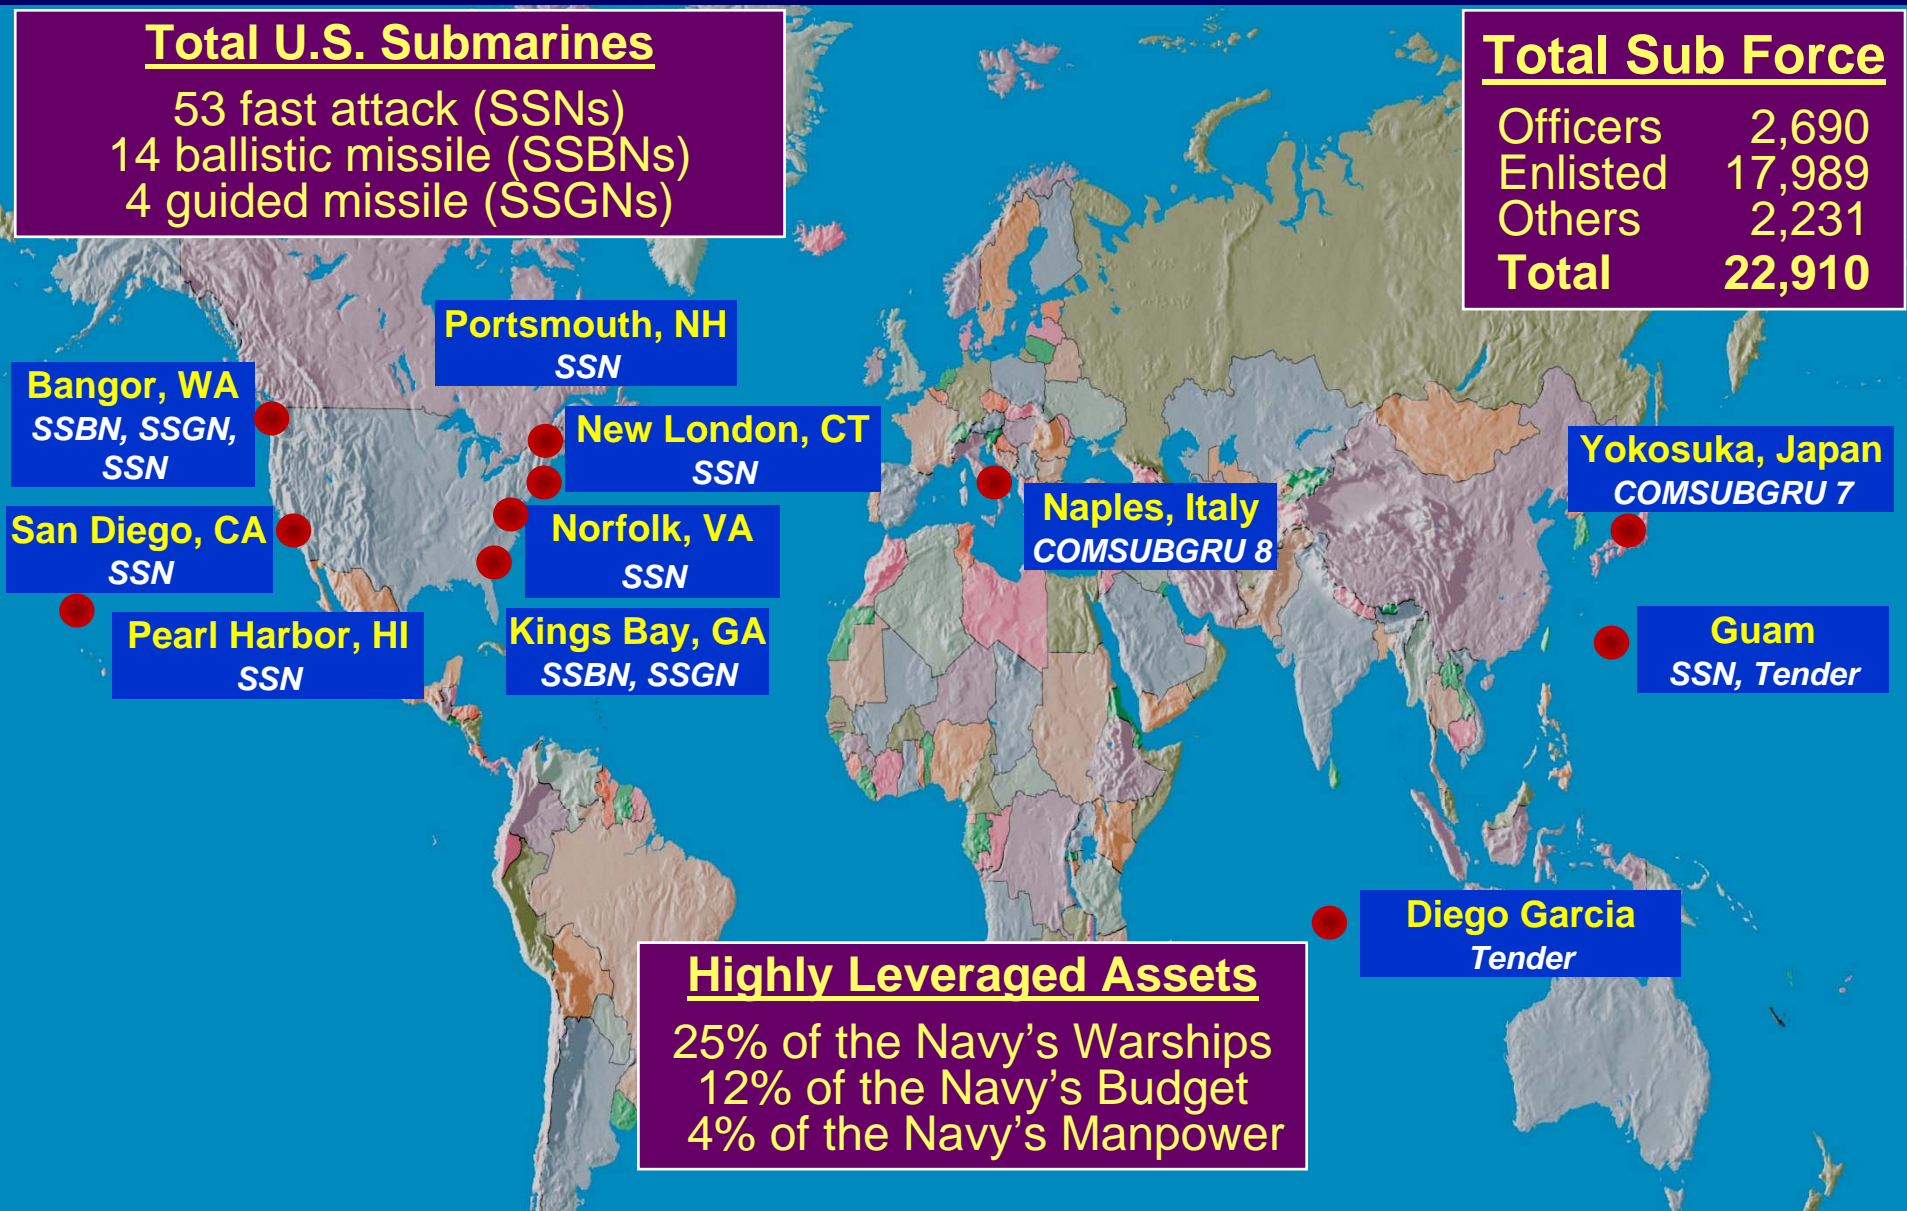 Total U.S. Submarines
53 fast attack (SSNs)
14 ballistic missile (SSBNs)
4 guided missile (SSGNs)
Total Sub Force
Officers 2,690
Enlisted 17,989
Others 2,231
Total 22,910
Portsmouth, NH
SSN
Bangor, WA
SSBN, SSGN,
SSN
New London, CT
SSN
San Diego, CA
SSN
Norfolk, VA
SSN
Pearl Harbor, HI
SSN
Kings Bay, GA
SSBN, SSGN
Naples, Italy
COMSUBGRU 8
Yokosuka, Japan
COMSUBGRU 7
Guam
SSN, Tender
Diego Garcia
Tender
Highly Leveraged Assets
25% of the Navy’s Warships
12% of the Navy’s Budget
4% of the Navy’s Manpower